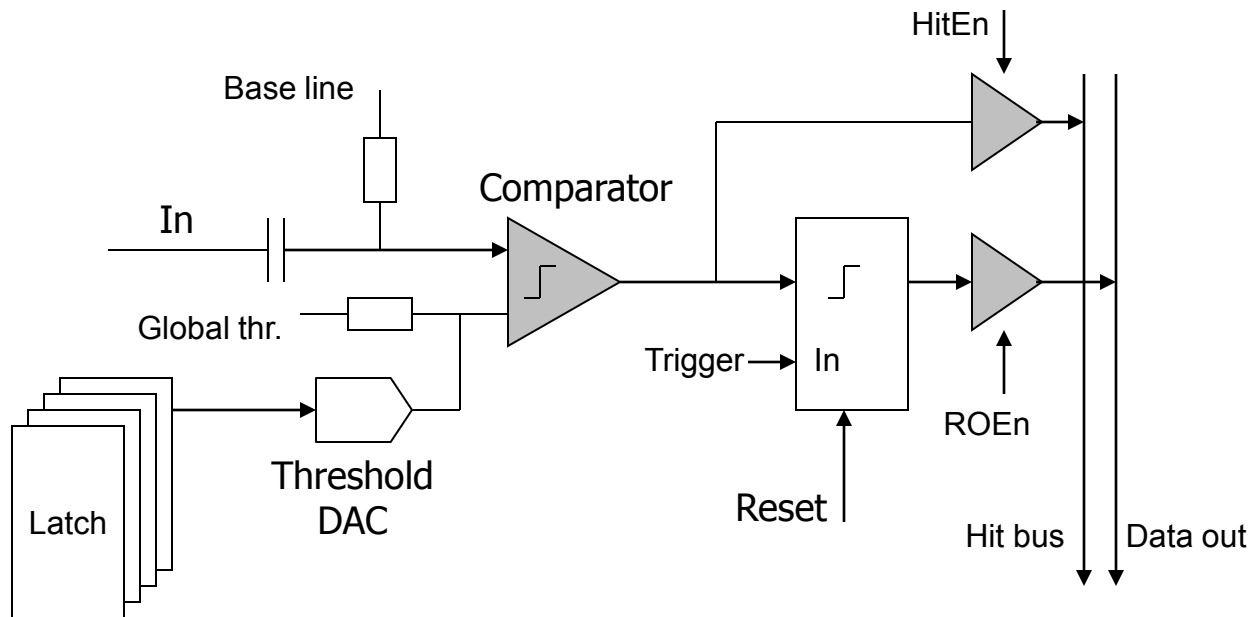 HitEn
Base line
Comparator
In
Global thr.
Trigger
In
ROEn
Threshold
DAC
Reset
Latch
Hit bus
Data out